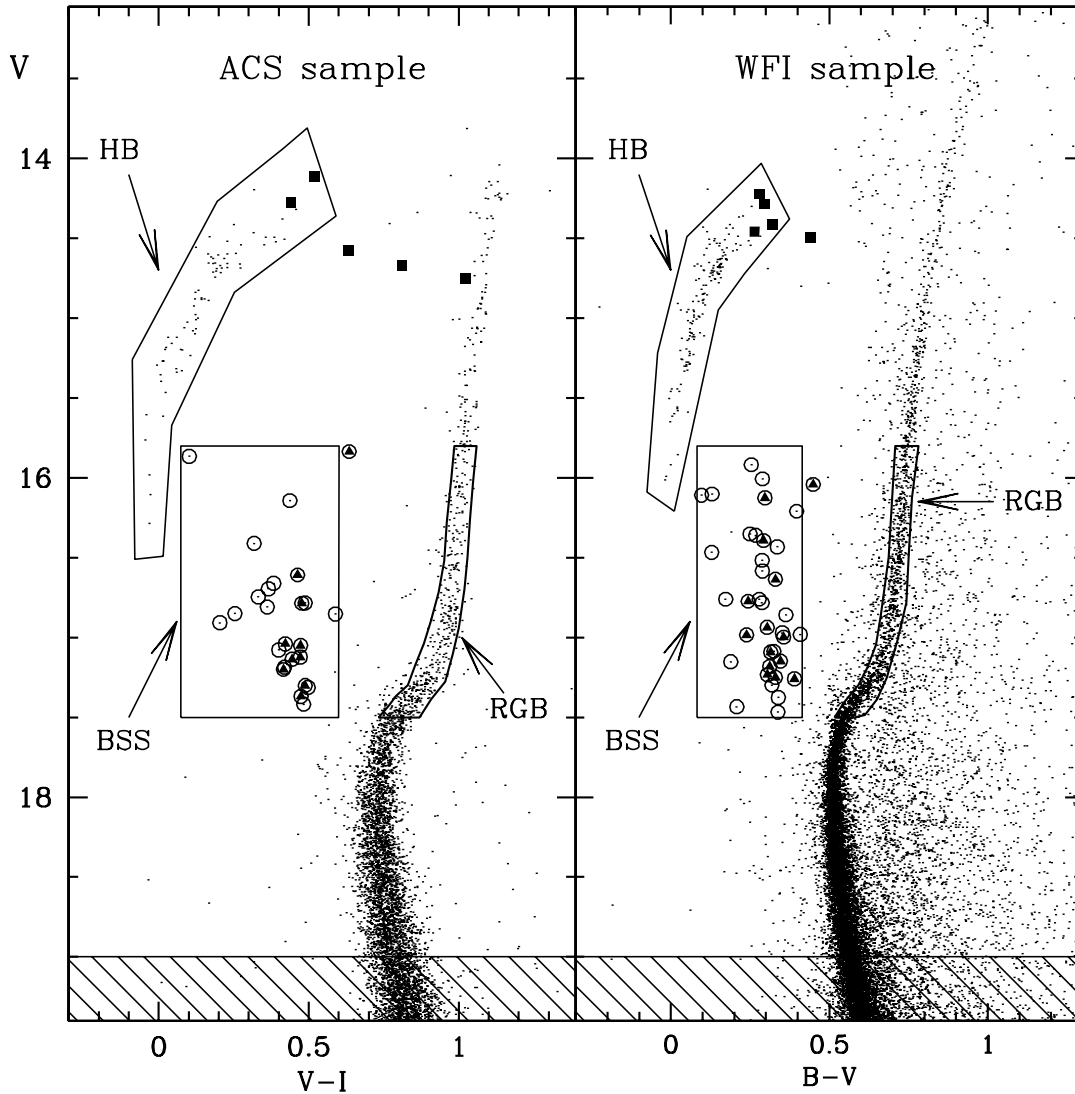 V
ACS sample
WFI sample
HB
HB
14
16
18
RGB
RGB
BSS
BSS
0
0.5
1
0
0.5
1
V-I
B-V